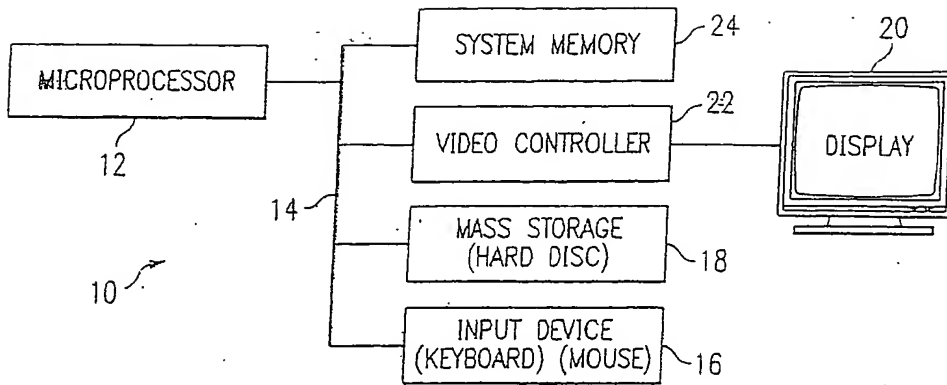 MICROPROCESSOR
12
14
10
SYSTEM MEMORY
24
VIDEO CONTROLLER
22
MASS STORAGE
(HARD DISC)
18
INPUT DEVICE
(KEYBOARD) (MOUSE)
16
20
DISPLAY